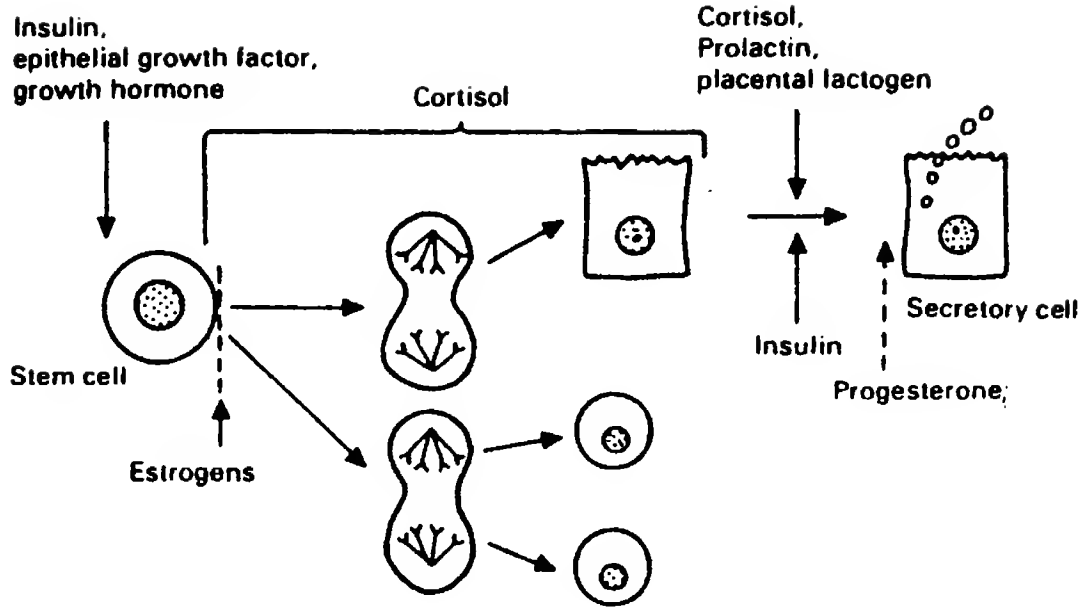 Insulin,
epithelial growth factor,
growth hormone
Cortisol
Cortisol,
Prolactin,
placental lactogen
Stem cell
Estrogens
Insulin
Secretory cell
Progesterone;